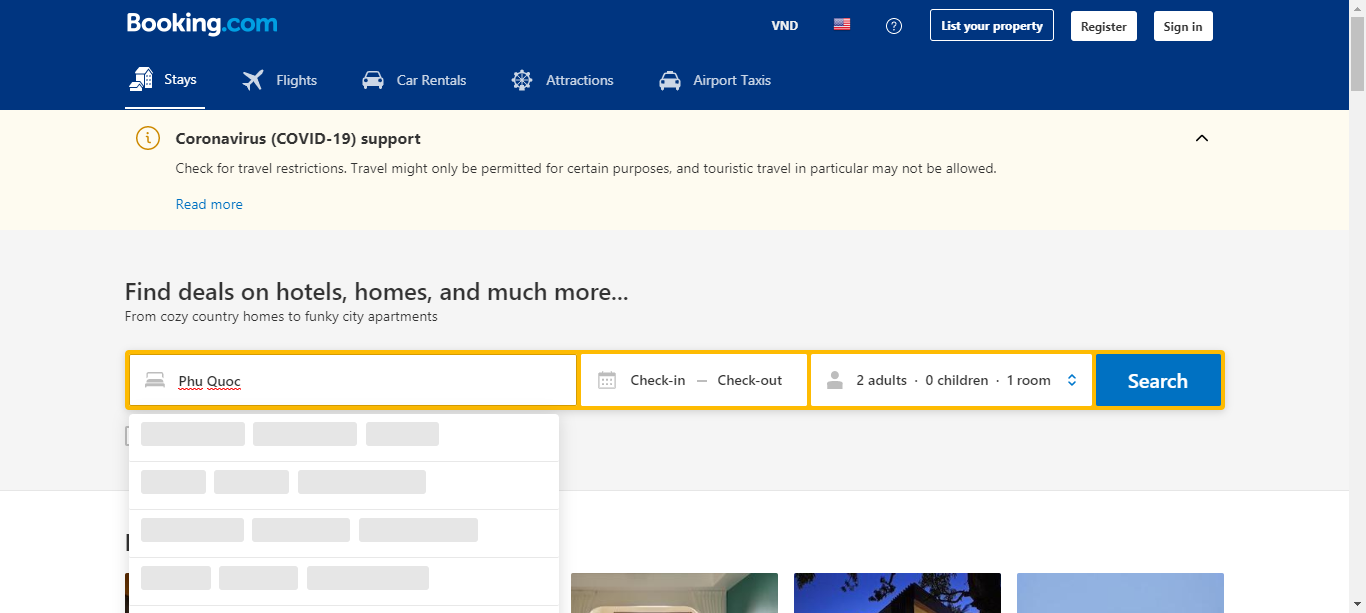 Booking.com
VND
List your property
Register
Sign in
Stays
Flights
Car Rentals
Attractions
Airport Taxis
Coronavirus (COVID-19) support
Check for travel restrictions. Travel might only be permitted for certain purposes, and touristic travel in particular may not be allowed.
Read more
Find deals on hotels, homes, and much more...
From cozy country homes to funky city apartments
Phu Quoc
Check-in — Check-out
2 adults · 0 children · 1 room
Search